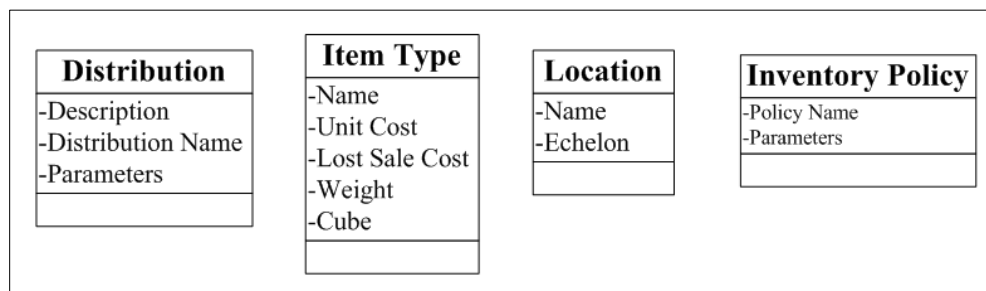 Distribution
-Description
-Distribution Name
-Parameters
Item Type
-Name
-Unit Cost
-Lost Sale Cost
-Weight
-Cube
Location
-Name
-Echelon
Inventory Policy
-Policy Name
-Parameters